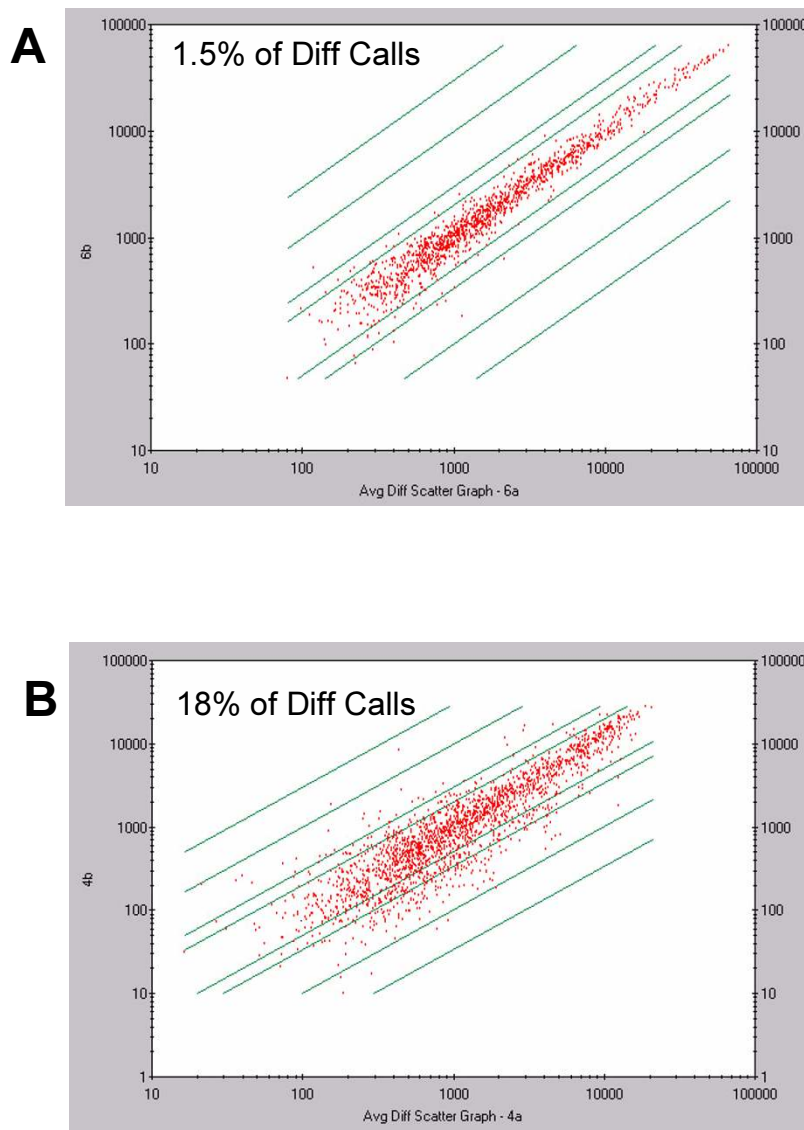 A
1.5% of Diff Calls
100000 100000
10000 10000
6b
1000 1000
100 100
10 10
10 100 1000 10000 100000
Avg Diff Scatter Graph - 6a
B
18% of Diff Calls
100000 100000
10000 10000
4b
1000 1000
100 100
10 10
1 1
10 100 1000 10000 100000
Avg Diff Scatter Graph - 4a